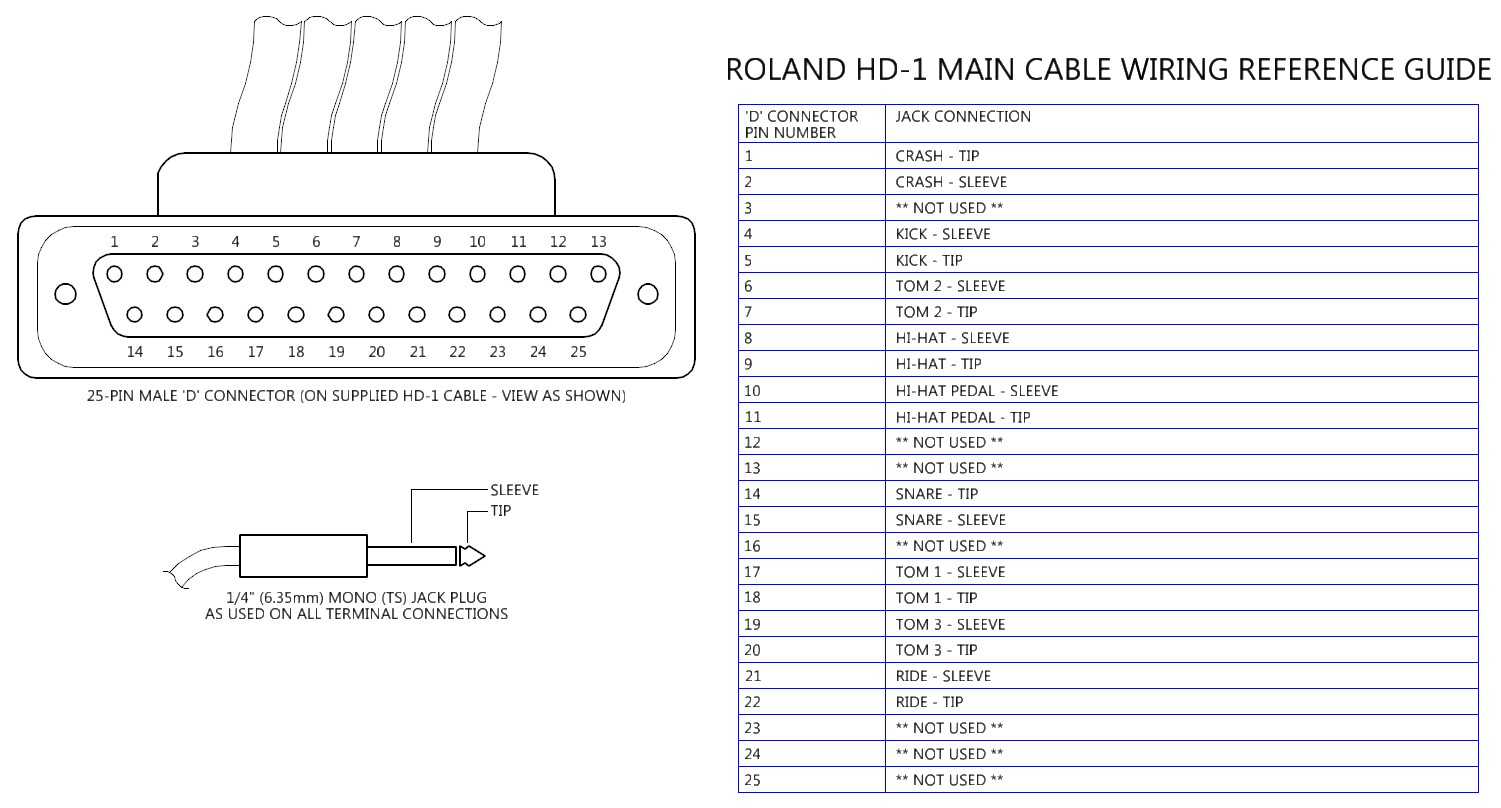 ROLAND HD-1 MAIN CABLE WIRING REFERENCE GUIDE
1 2 3 4 5 6 7 8 9 10 11 12 13
14 15 16 17 18 19 20 21 22 23 24 25
25-PIN MALE 'D' CONNECTOR (ON SUPPLIED HD-1 CABLE - VIEW AS SHOWN)
SLEEVE
TIP
1/4" (6.35mm) MONO (TS) JACK PLUG
AS USED ON ALL TERMINAL CONNECTIONS
'D' CONNECTOR JACK CONNECTION
PIN NUMBER
1 CRASH - TIP
2 CRASH - SLEEVE
3 ** NOT USED **
4 KICK - SLEEVE
5 KICK - TIP
6 TOM 2 - SLEEVE
7 TOM 2 - TIP
8 HI-HAT - SLEEVE
9 HI-HAT - TIP
10 HI-HAT PEDAL - SLEEVE
11 HI-HAT PEDAL - TIP
12 ** NOT USED **
13 ** NOT USED **
14 SNARE - TIP
15 SNARE - SLEEVE
16 ** NOT USED **
17 TOM 1 - SLEEVE
18 TOM 1 - TIP
19 TOM 3 - SLEEVE
20 TOM 3 - TIP
21 RIDE - SLEEVE
22 RIDE - TIP
23 ** NOT USED **
24 ** NOT USED **
25 ** NOT USED **